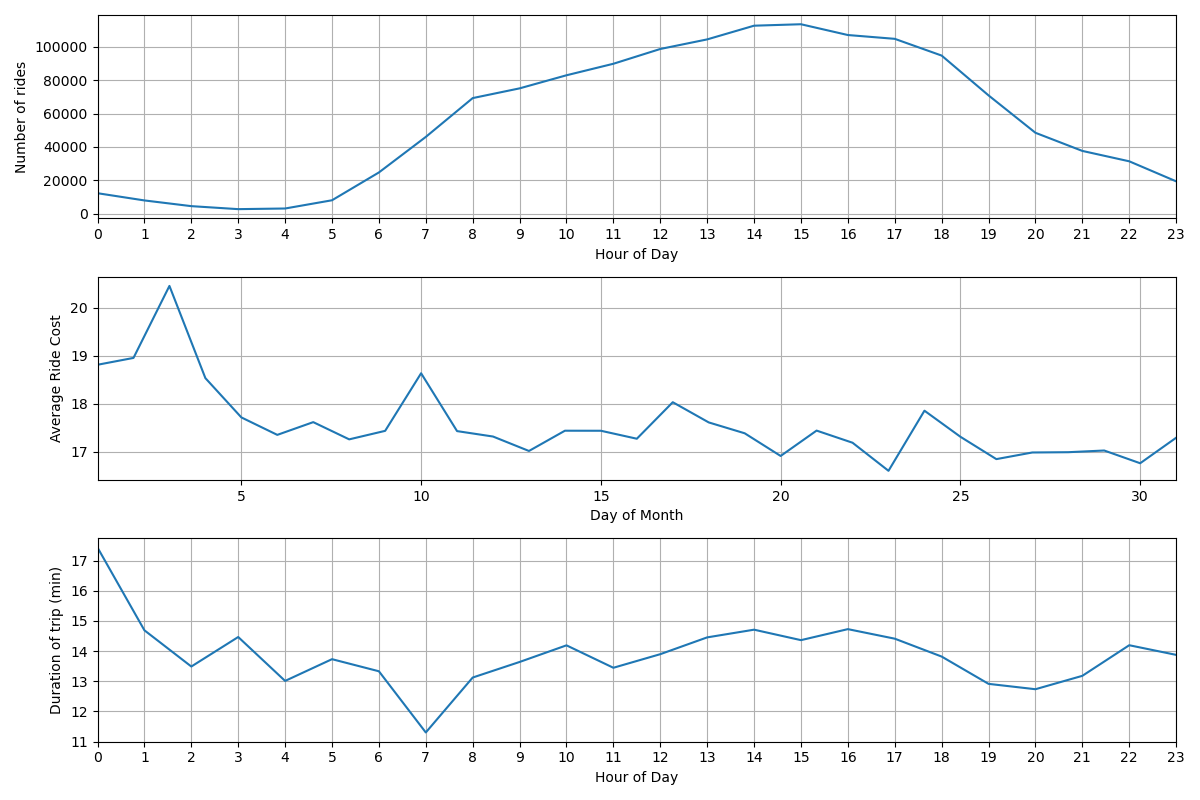 Number of rides
100000
80000
60000
40000
20000
0
0 1 2 3 4 5 6 7 8 9 10 11 12 13 14 15 16 17 18 19 20 21 22 23
Hour of Day
Average Ride Cost
20
19
18
17
5 10 15 20 25 30
Day of Month
Duration of trip (min)
17
16
15
14
13
12
11
0 1 2 3 4 5 6 7 8 9 10 11 12 13 14 15 16 17 18 19 20 21 22 23
Hour of Day